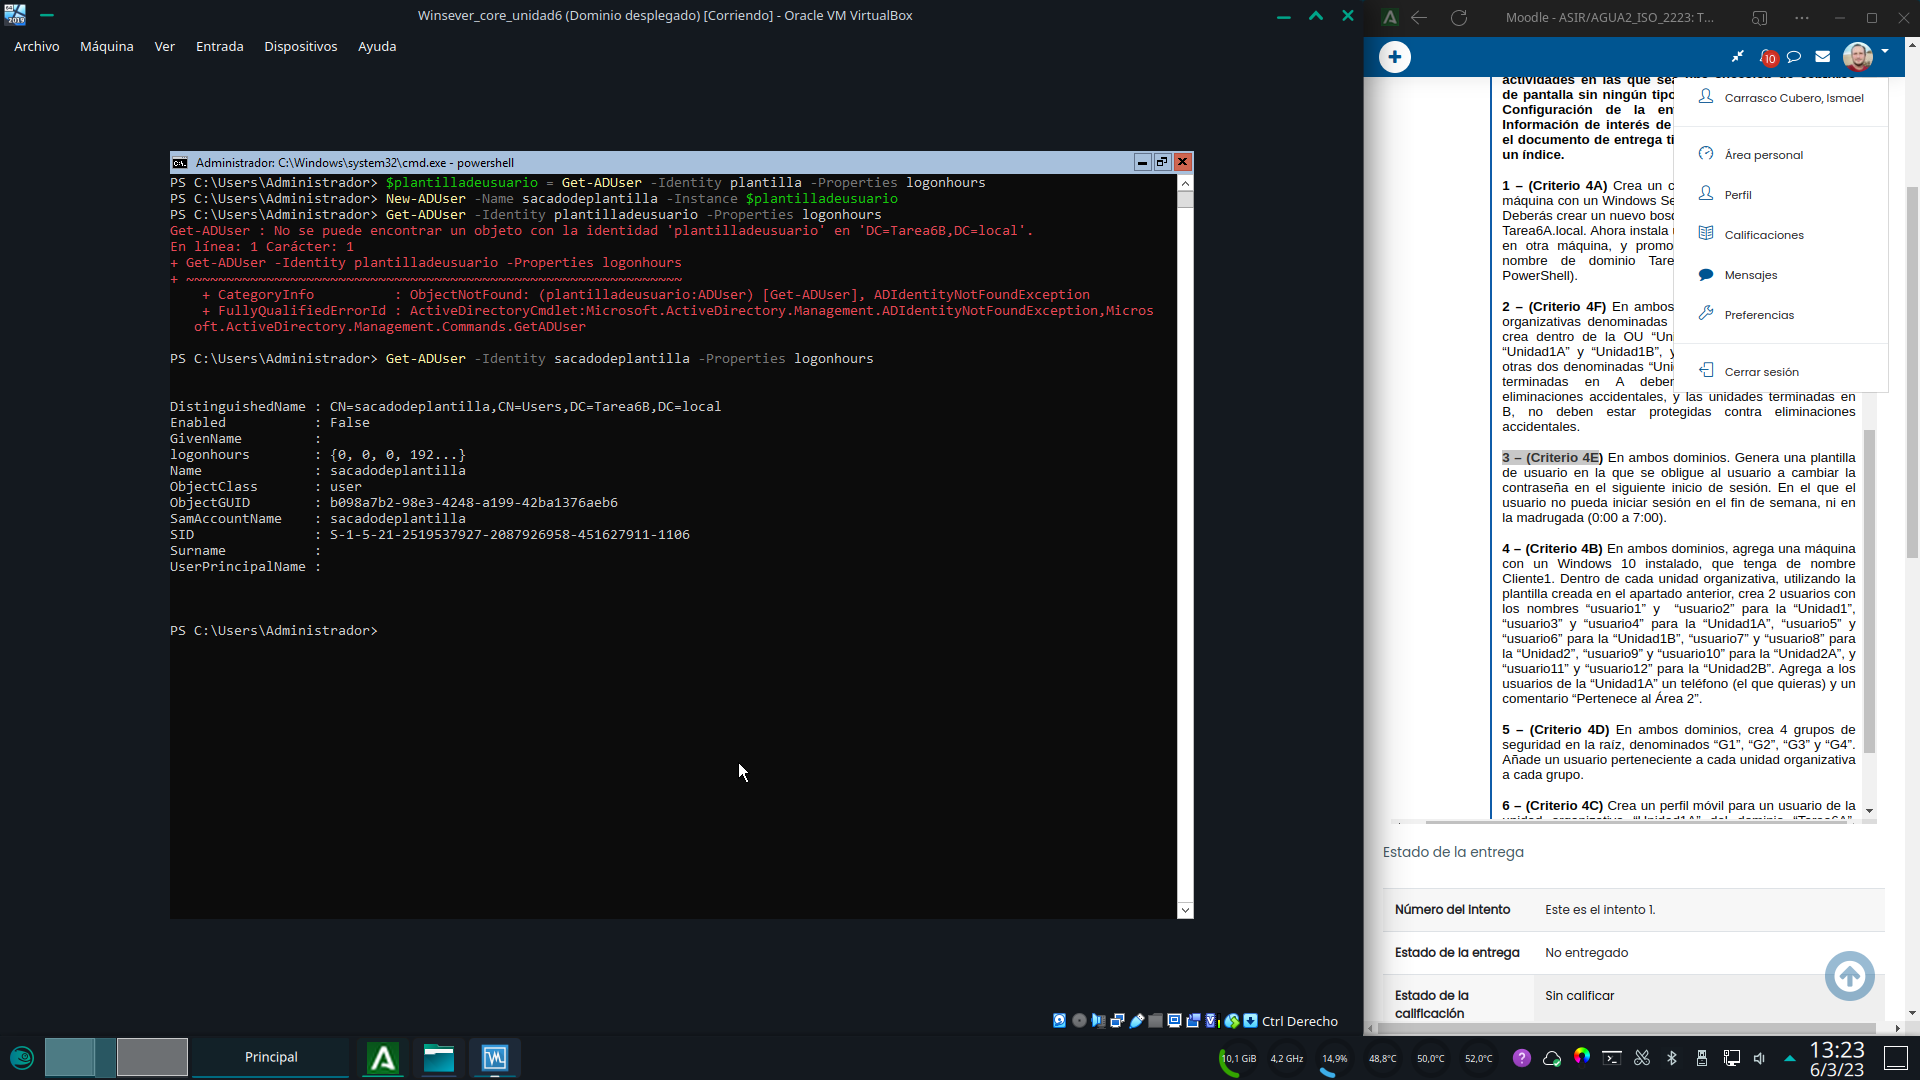 Winsever_core_unidad6 (Dominio desplegado) [Corriendo] - Oracle VM VirtualBox
Archivo Máquina Ver Entrada Dispositivos Ayuda
Administrador: C:\Windows\system32\cmd.exe - powershell
PS C:\Users\Administrador> $plantilladeusuario = Get-ADUser -Identity plantilla -Properties logonhours
PS C:\Users\Administrador> New-ADUser -Name sacadodeplantilla -Instance $plantilladeusuario
PS C:\Users\Administrador> Get-ADUser -Identity plantilladeusuario -Properties logonhours
Get-ADUser : No se puede encontrar un objeto con la identidad 'plantilladeusuario' en 'DC=Tarea6B,DC=local'.
En línea: 1 Carácter: 1
+ Get-ADUser -Identity plantilladeusuario -Properties logonhours
+ ~~~~~~~~~~~~~~~~~~~~~~~~~~~~~~~~~~~~~~~~~~~~~~~~~~~~~~~~~~~~~~
+ CategoryInfo : ObjectNotFound: (plantilladeusuario:ADUser) [Get-ADUser], ADIdentityNotFoundException
+ FullyQualifiedErrorId : ActiveDirectoryCmdlet:Microsoft.ActiveDirectory.Management.ADIdentityNotFoundException,Micros
oft.ActiveDirectory.Management.Commands.GetADUser
PS C:\Users\Administrador> Get-ADUser -Identity sacadodeplantilla -Properties logonhours
DistinguishedName : CN=sacadodeplantilla,CN=Users,DC=Tarea6B,DC=local
Enabled : False
GivenName :
logonhours : {0, 0, 0, 192...}
Name : sacadodeplantilla
ObjectClass : user
ObjectGUID : b098a7b2-98e3-4248-a199-42ba1376aeb6
SamAccountName : sacadodeplantilla
SID : S-1-5-21-2519537927-2087926958-451627911-1106
Surname :
UserPrincipalName :
PS C:\Users\Administrador>
Ctrl Derecho
Moodle - ASIR/AGUA2_ISO_2223: T...
10
Carrasco Cubero, Ismael
Área personal
Perfil
Calificaciones
Mensajes
Preferencias
Cerrar sesión
actividades en las que sea
de pantalla sin ningún tipo
Configuración de la en
Información de interés de
el documento de entrega ti
un índice.
1 – (Criterio 4A) Crea un c
máquina con un Windows Se
Deberás crear un nuevo bosq
Tarea6A.local. Ahora instala
en otra máquina, y promo
nombre de dominio Tare
PowerShell).
2 – (Criterio 4F) En ambos
organizativas denominadas
crea dentro de la OU “Un
“Unidad1A” y “Unidad1B”, y
otras dos denominadas “Uni
terminadas en A deber
eliminaciones accidentales, y las unidades terminadas en
B, no deben estar protegidas contra eliminaciones
accidentales.
3 – (Criterio 4E) En ambos dominios. Genera una plantilla
de usuario en la que se obligue al usuario a cambiar la
contraseña en el siguiente inicio de sesión. En el que el
usuario no pueda iniciar sesión en el fin de semana, ni en
la madrugada (0:00 a 7:00).
4 – (Criterio 4B) En ambos dominios, agrega una máquina
con un Windows 10 instalado, que tenga de nombre
Cliente1. Dentro de cada unidad organizativa, utilizando la
plantilla creada en el apartado anterior, crea 2 usuarios con
los nombres “usuario1” y “usuario2” para la “Unidad1”,
“usuario3” y “usuario4” para la “Unidad1A”, “usuario5” y
“usuario6” para la “Unidad1B”, “usuario7” y “usuario8” para
la “Unidad2”, “usuario9” y “usuario10” para la “Unidad2A”, y
“usuario11” y “usuario12” para la “Unidad2B”. Agrega a los
usuarios de la “Unidad1A” un teléfono (el que quieras) y un
comentario “Pertenece al Área 2”.
5 – (Criterio 4D) En ambos dominios, crea 4 grupos de
seguridad en la raíz, denominados “G1”, “G2”, “G3” y “G4”.
Añade un usuario perteneciente a cada unidad organizativa
a cada grupo.
6 – (Criterio 4C) Crea un perfil móvil para un usuario de la
Estado de la entrega
Número del intento Este es el intento 1.
Estado de la entrega No entregado
Estado de la calificación Sin calificar
Principal
10,1 GiB 4,2 GHz 14,9% 48,8°C 50,0°C 52,0°C
13:23
6/3/23